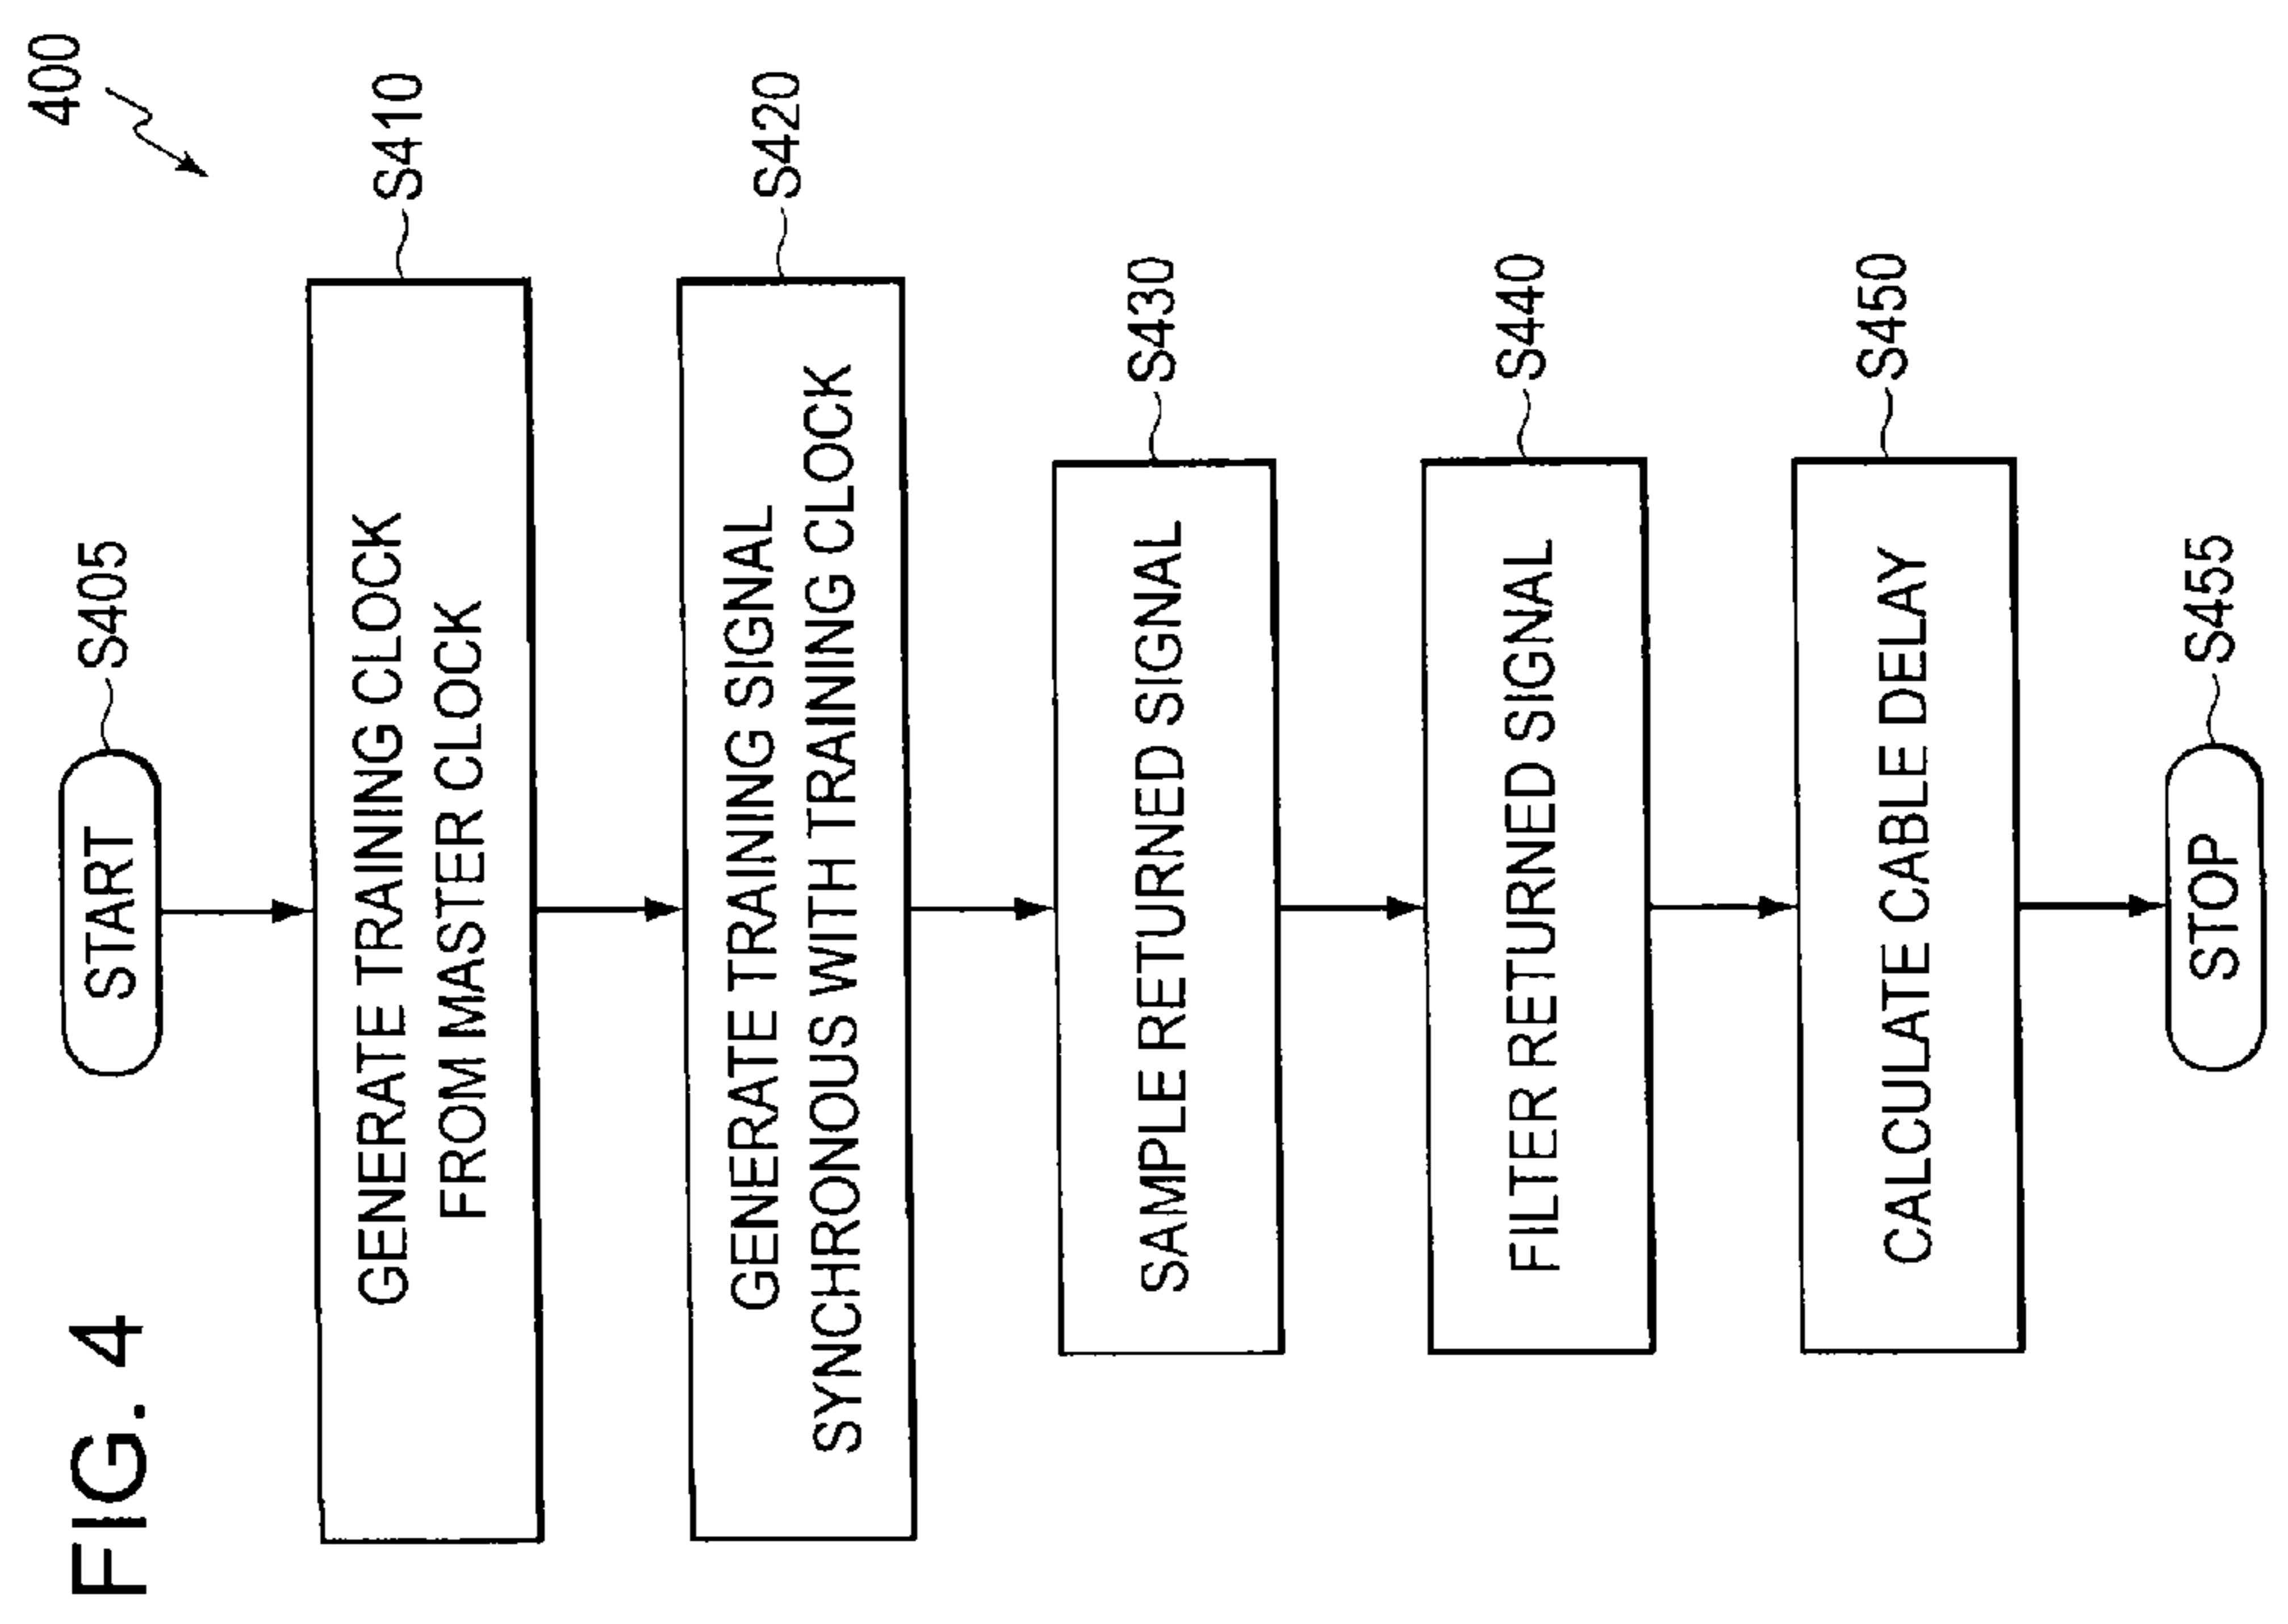 FIG. 4
400
START
S405
GENERATE TRAINING CLOCK
FROM MASTER CLOCK
S410
GENERATE TRAINING SIGNAL
SYNCHRONOUS WITH TRAINING CLOCK
S420
SAMPLE RETURNED SIGNAL
S430
FILTER RETURNED SIGNAL
S440
CALCULATE CABLE DELAY
S450
STOP
S455